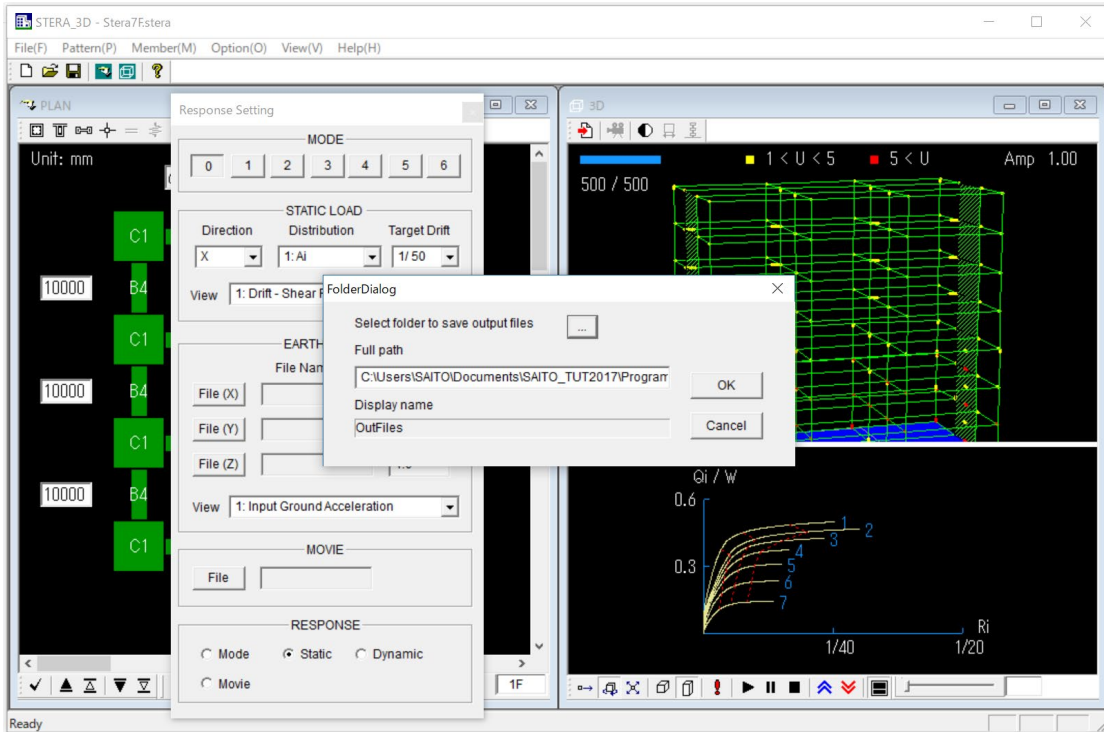 STERA_3D - Stera7F.stera
File(F) Pattern(P) Member(M) Option(O) View(V) Help(H)
PLAN
Unit: mm
C1
10000 B4
C1
10000 B4
C1
10000 B4
C1
1F
Response Setting
MODE
0 1 2 3 4 5 6
STATIC LOAD
Direction Distribution Target Drift
X 1: Ai 1/ 50
View 1: Drift - Shear
EARTH
File Nam
File (X)
File (Y)
File (Z)
View 1: Input Ground Acceleration
MOVIE
File
RESPONSE
Mode Static Dynamic
Movie
FolderDialog
Select folder to save output files ...
Full path
C:\Users\SAITO\Documents\SAITO_TUT2017\Program
OK
Display name
OutFiles
Cancel
3D
1 < U < 5 5 < U Amp 1.00
500 / 500
Qi / W
0.6
1
2
3
4
0.3
5
6
7
Ri
1/40 1/20
Ready